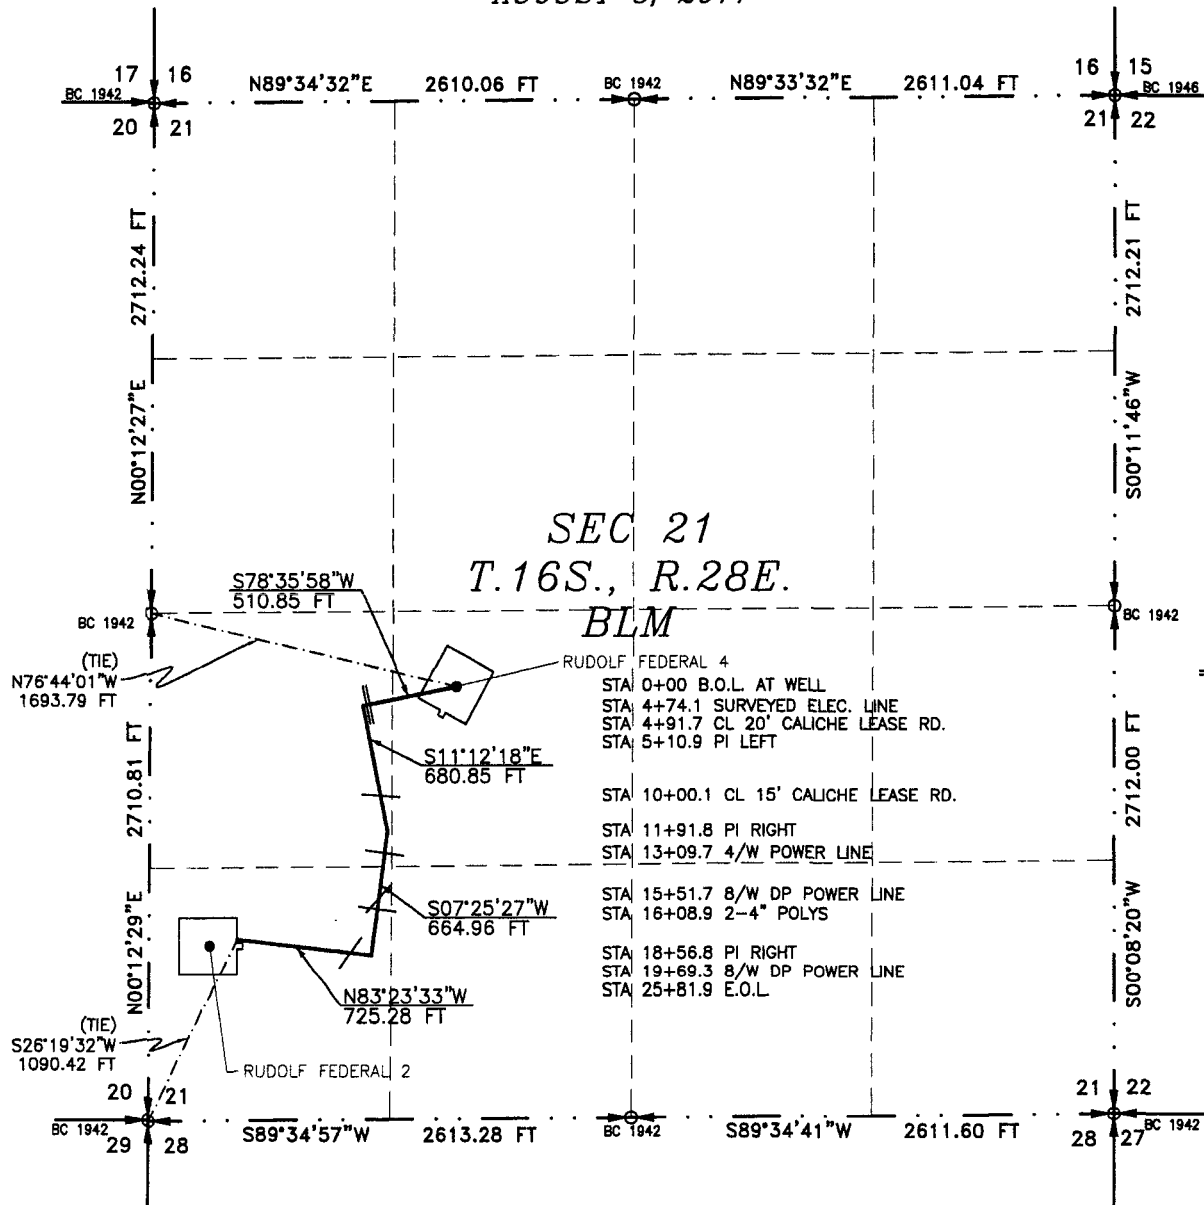 17 16
BC 1942
20 21
N89°34'32"E 2610.06 FT
BC 1942
N89°33'32"E 2611.04 FT
16 15
BC 1946
21 22
2712.24 FT
N00°12'27"E
2712.21 FT
S00°11'46"W
SEC 21
T.16S., R.28E.
BLM
S78°35'58"W
510.85 FT
BC 1942
BC 1942
(TIE)
N76°44'01"W
1693.79 FT
RUDOLF FEDERAL 4
STA 0+00 B.O.L. AT WELL
STA 4+74.1 SURVEYED ELEC. LINE
STA 4+91.7 CL 20' CALICHE LEASE RD.
STA 5+10.9 PI LEFT
S11°12'18"E
680.85 FT
STA 10+00.1 CL 15' CALICHE LEASE RD.
STA 11+91.8 PI RIGHT
STA 13+09.7 4/W POWER LINE
2710.81 FT
N00°12'29"E
2712.00 FT
S00°08'20"W
STA 15+51.7 8/W DP POWER LINE
STA 16+08.9 2-4" POLYS
S07°25'27"W
664.96 FT
STA 18+56.8 PI RIGHT
STA 19+69.3 8/W DP POWER LINE
STA 25+81.9 E.O.L.
N83°23'33"W
725.28 FT
(TIE)
S26°19'32"W
1090.42 FT
RUDOLF FEDERAL 2
20 21
BC 1942
29 28
S89°34'57"W 2613.28 FT
BC 1942
S89°34'41"W 2611.60 FT
21 22
BC 1942
28 27